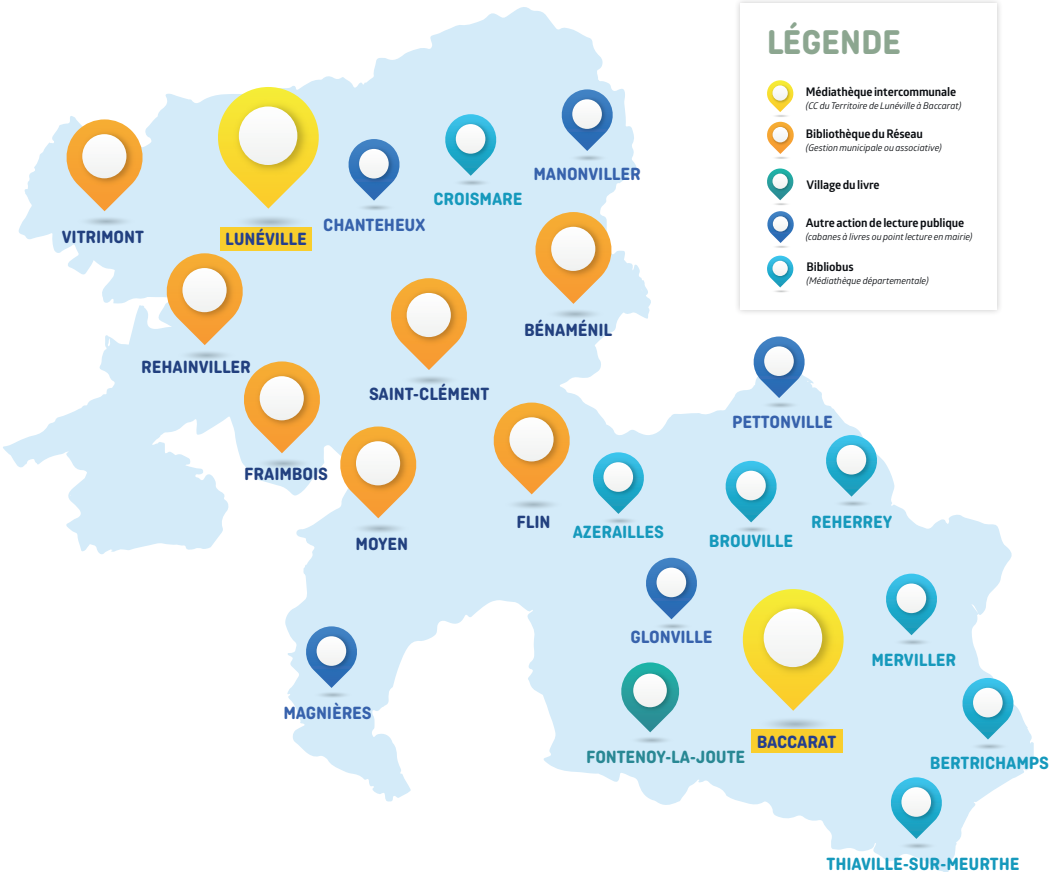 LÉGENDE
Médiathèque intercommunale
(CC du Territoire de Lunéville à Baccarat)
Bibliothèque du Réseau
(Gestion municipale ou associative)
Village du livre
Autre action de lecture publique
(cabanes à livres ou point lecture en mairie)
Bibliobus
(Médiathèque départementale)
MANONVILLER
CROISMARE
CHANTEHEUX
VITRIMONT
LUNÉVILLE
BÉNAMÉNIL
REHAINVILLER
SAINT-CLÉMENT
PETTONVILLE
FRAIMBOIS
FLIN
REHERREY
AZERAILLES
BROUVILLE
MOYEN
GLONVILLE
MERVILLER
MAGNIÈRES
BACCARAT
FONTENOY-LA-JOUTE
BERTRICHAMPS
THIAVILLE-SUR-MEURTHE